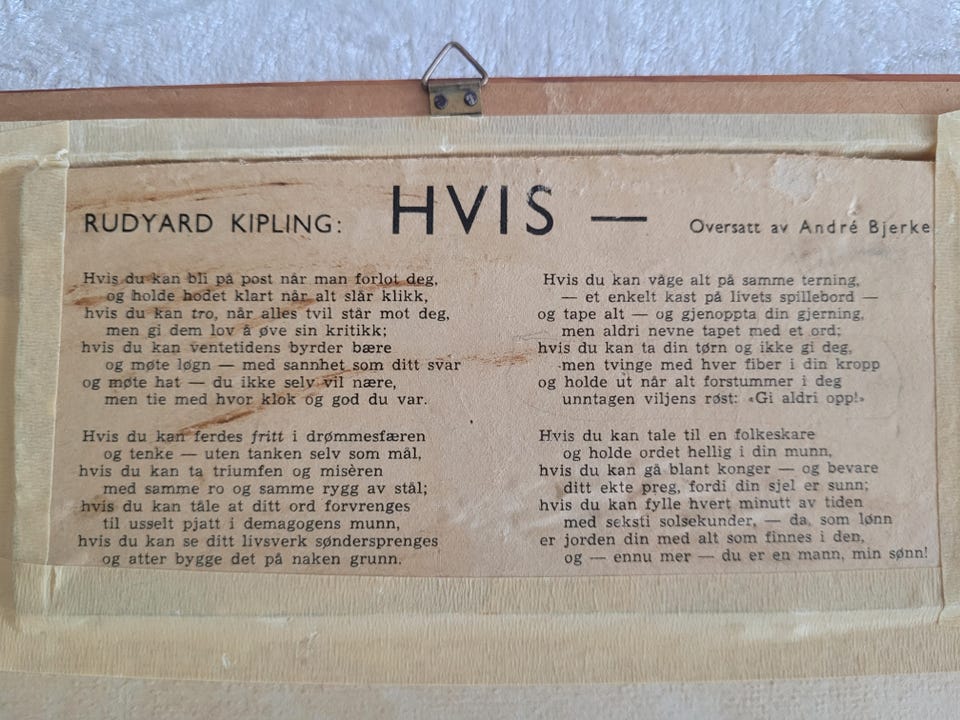 RUDYARD KIPLING: HVIS — Oversatt av André Bjerke
Hvis du kan bli på post når man forlot deg,
og holde hodet klart når alt slår klikk,
hvis du kan tro, når alles tvil står mot deg,
men gi dem lov å øve sin kritikk;
hvis du kan ventetidens byrder bære
og møte løgn — med sannhet som ditt svar
og møte hat — du ikke selv vil nære,
men tie med hvor klok og god du var.
Hvis du kan ferdes fritt i drømmesfæren
og tenke — uten tanken selv som mål,
hvis du kan ta triumfen og misèren
med samme ro og samme rygg av stål;
hvis du kan tåle at ditt ord forvrenges
til usselt pjatt i demagogens munn,
hvis du kan se ditt livsverk søndersprenges
og atter bygge det på naken grunn.
Hvis du kan våge alt på samme terning,
— et enkelt kast på livets spillebord —
og tape alt — og gjenoppta din gjerning,
men aldri nevne tapet med et ord;
hvis du kan ta din tørn og ikke gi deg,
men tvinge med hver fiber i din kropp
og holde ut når alt forstummer i deg
unntagen viljens røst: «Gi aldri opp!»
Hvis du kan tale til en folkeskare
og holde ordet hellig i din munn,
hvis du kan gå blant konger — og bevare
ditt ekte preg, fordi din sjel er sunn;
hvis du kan fylle hvert minutt av tiden
med seksti solsekunder, — da, som lønn
er jorden din med alt som finnes i den,
og — ennu mer — du er en mann, min sønn!